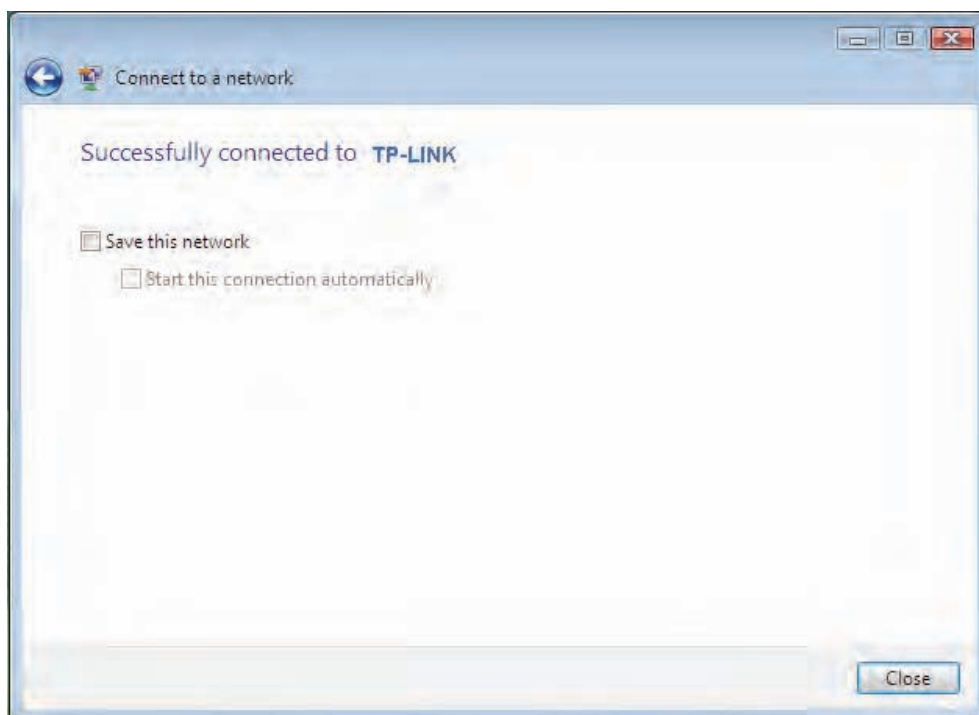 Connect to a network
Successfully connected to TP-LINK
Save this network
Start this connection automatically
Close